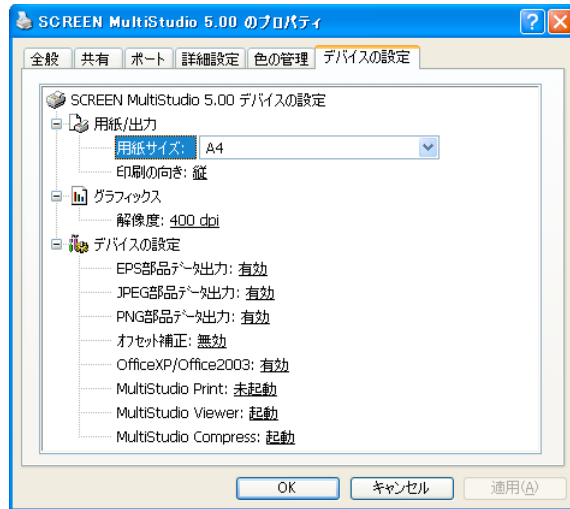 SCREEN MultiStudio 5.00 のプロパティ
全般 共有 ポート 詳細設定 色の管理 デバイスの設定
SCREEN MultiStudio 5.00 デバイスの設定
用紙/出力
用紙サイズ: A4
印刷の向き: 縦
グラフィックス
解像度: 400 dpi
デバイスの設定
EPS部品データ出力: 有効
JPEG部品データ出力: 有効
PNG部品データ出力: 有効
オフセット補正: 無効
OfficeXP/Office2003: 有効
MultiStudio Print: 未起動
MultiStudio Viewer: 起動
MultiStudio Compress: 起動
OK キャンセル 適用(A)